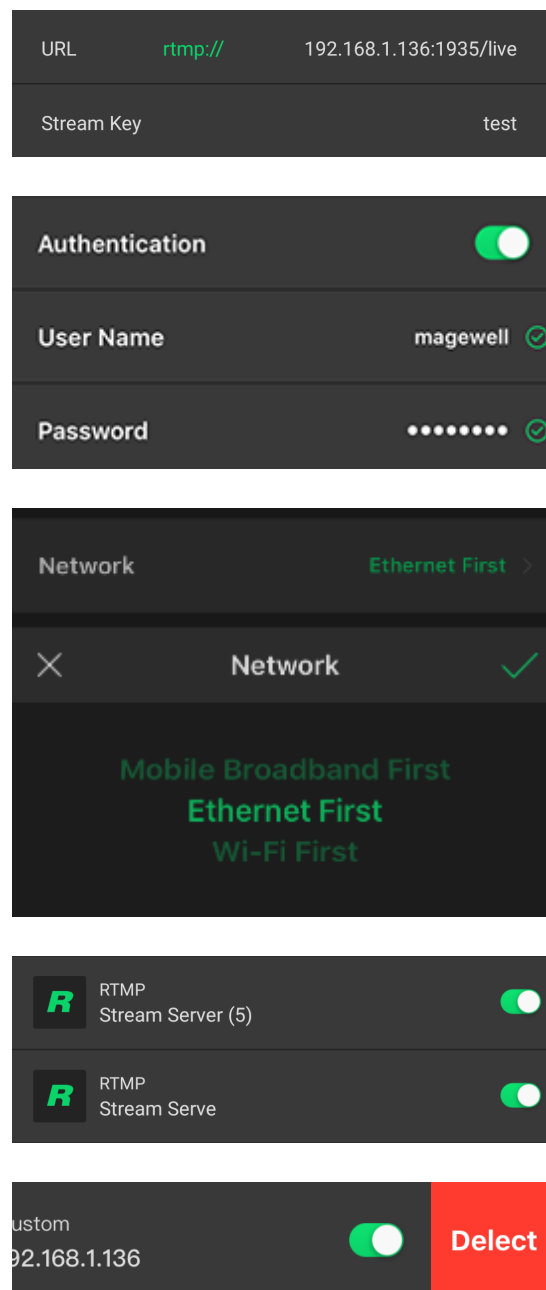 URL rtmp:// 192.168.1.136:1935/live
Stream Key test
Authentication
User Name magewell
Password ••••••••
Network Ethernet First
Network
Mobile Broadband First
Ethernet First
Wi-Fi First
R RTMP
Stream Server (5)
R RTMP
Stream Serve
ustom
92.168.1.136
Delect